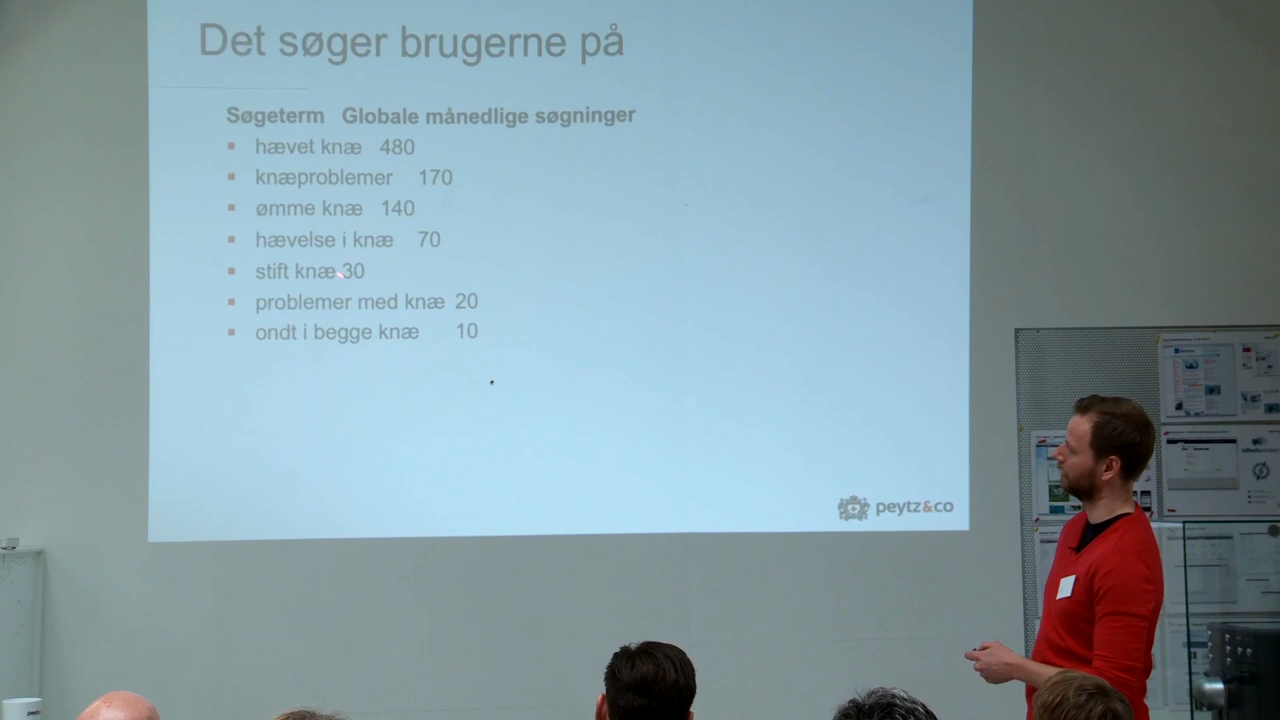 Det søger brugerne på
Søgeterm Globale månedlige søgninger
hævet knæ 480
knæproblemer 170
ømme knæ 140
hævelse i knæ 70
stift knæ 30
problemer med knæ 20
ondt i begge knæ 10
peytz&co